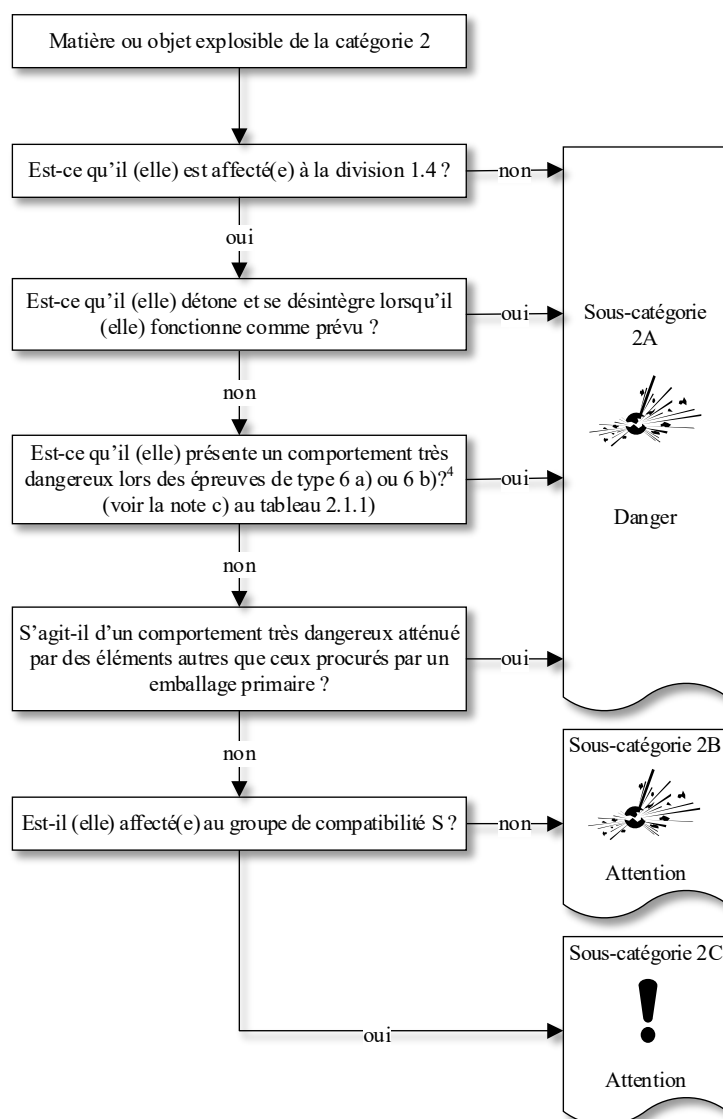 Matière ou objet explosible de la catégorie 2
Est-ce qu’il (elle) est affecté(e) à la division 1.4 ?
non
oui
Est-ce qu’il (elle) détone et se désintègre lorsqu’il
(elle) fonctionne comme prévu ?
oui
Sous-catégorie
2A
non
Est-ce qu’il (elle) présente un comportement très
dangereux lors des épreuves de type 6 a) ou 6 b)?⁴
(voir la note c) au tableau 2.1.1)
oui
Danger
non
S’agit-il d’un comportement très dangereux atténué
par des éléments autres que ceux procurés par un
emballage primaire ?
oui
non
Sous-catégorie 2B
Est-il (elle) affecté(e) au groupe de compatibilité S ?
non
Attention
Sous-catégorie 2C
!
oui
Attention